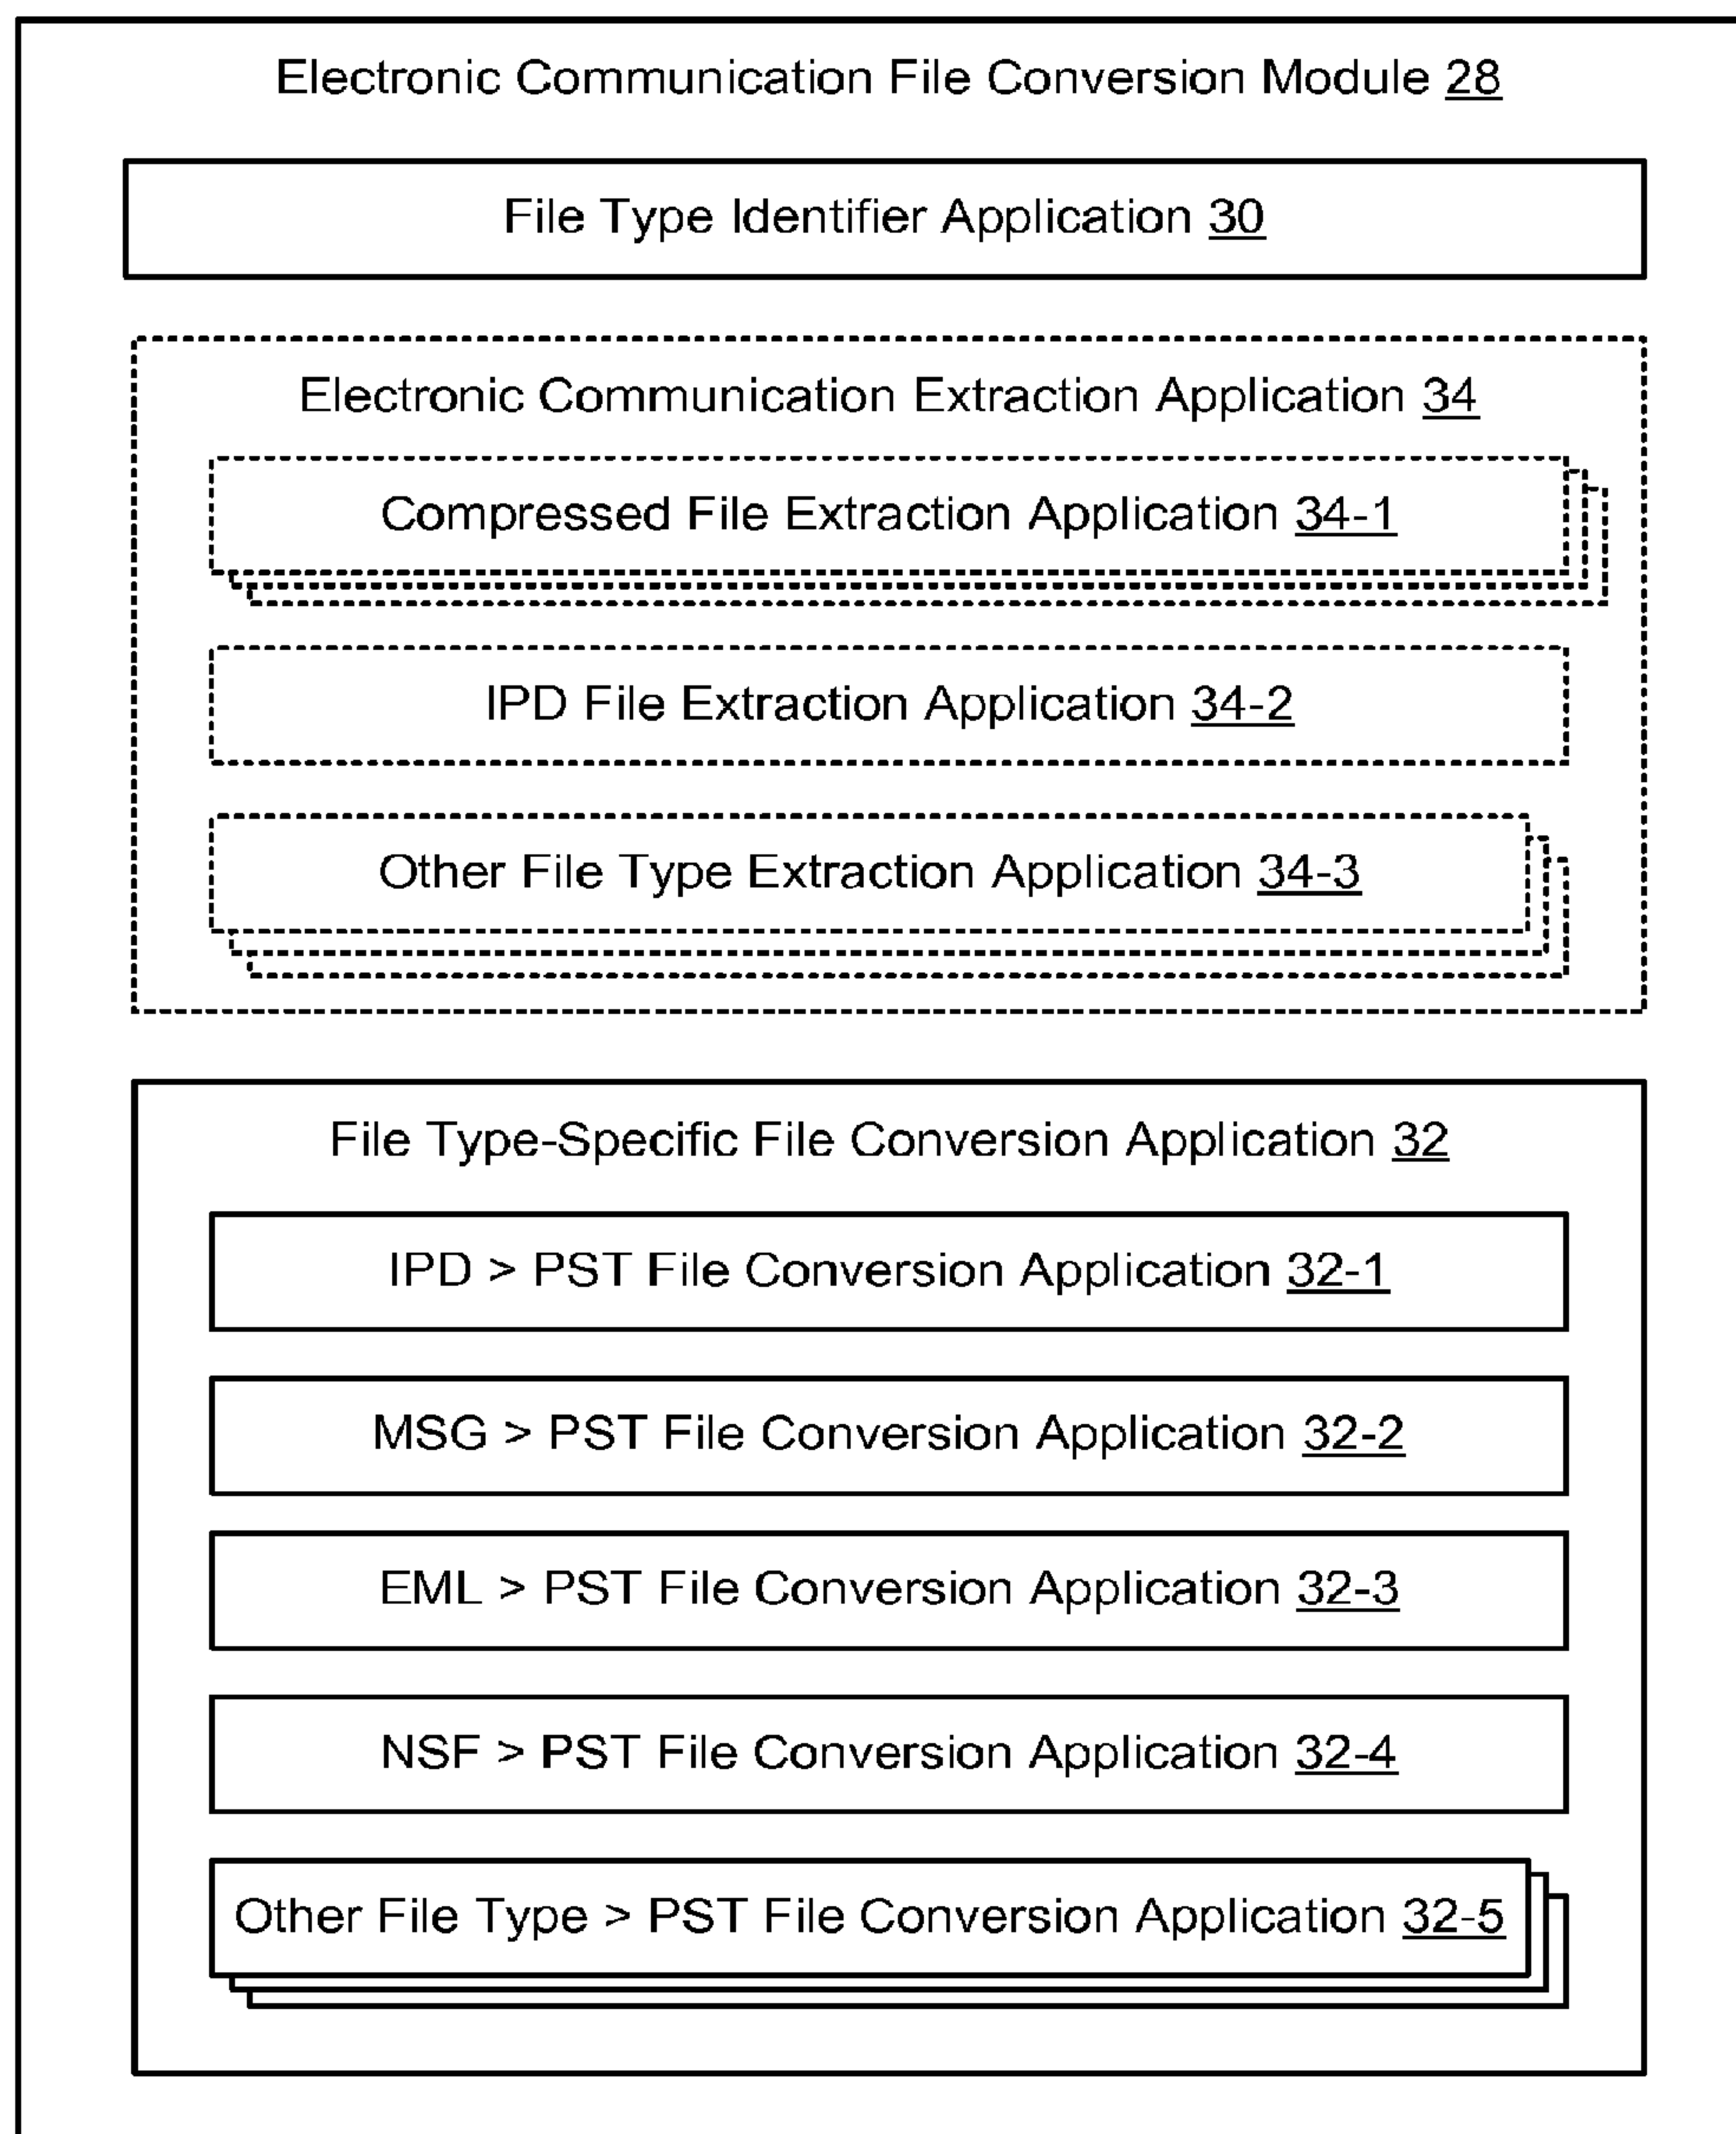 Electronic Communication File Conversion Module 28
File Type Identifier Application 30
Electronic Communication Extraction Application 34
Compressed File Extraction Application 34-1
IPD File Extraction Application 34-2
Other File Type Extraction Application 34-3
File Type-Specific File Conversion Application 32
IPD > PST File Conversion Application 32-1
MSG > PST File Conversion Application 32-2
EML > PST File Conversion Application 32-3
NSF > PST File Conversion Application 32-4
Other File Type > PST File Conversion Application 32-5